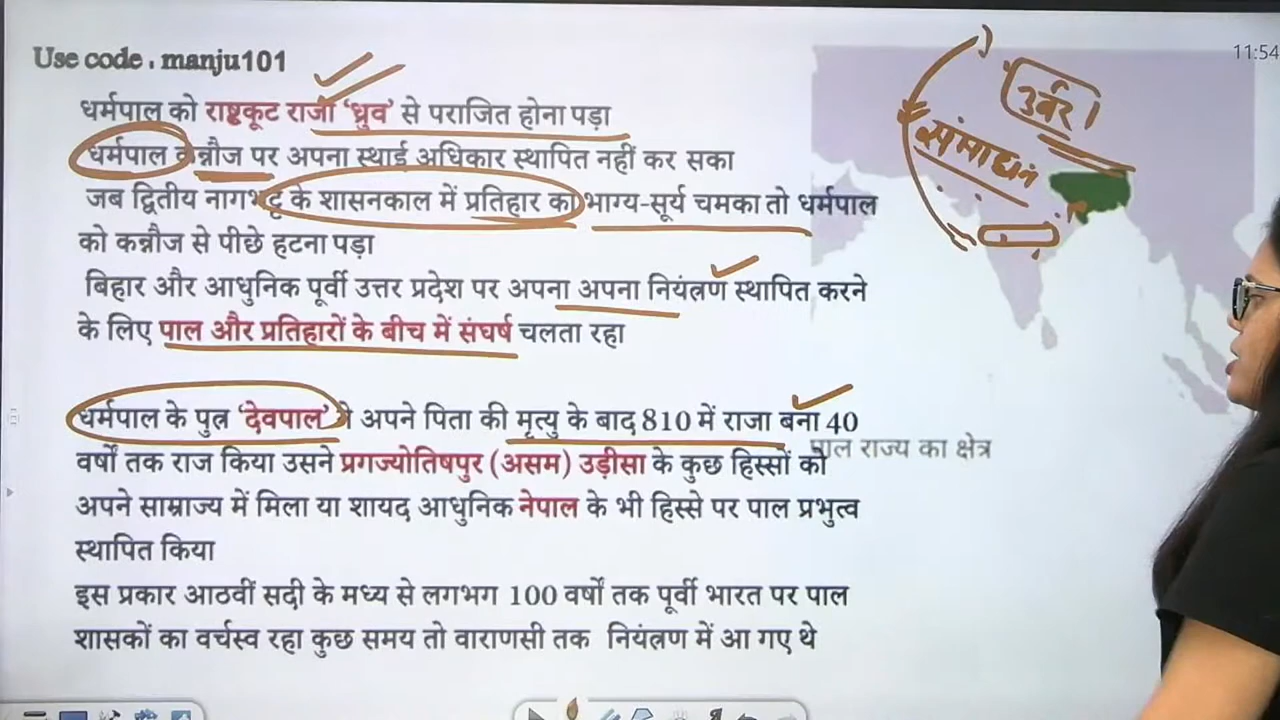 Use code . manju101
11:54
उर्वर।
संसाधन
धर्मपाल को राष्ट्रकूट राजा ‘ध्रुव’ से पराजित होना पड़ा
धर्मपाल कन्नौज पर अपना स्थाई अधिकार स्थापित नहीं कर सका
जब द्वितीय नागभट्ट के शासनकाल में प्रतिहार का भाग्य-सूर्य चमका तो धर्मपाल
को कन्नौज से पीछे हटना पड़ा
बिहार और आधुनिक पूर्वी उत्तर प्रदेश पर अपना अपना नियंत्रण स्थापित करने
के लिए पाल और प्रतिहारों के बीच में संघर्ष चलता रहा
धर्मपाल के पुत्र ‘देवपाल’ ने अपने पिता की मृत्यु के बाद 810 में राजा बना 40
वर्षों तक राज किया उसने प्रगज्योतिषपुर (असम) उड़ीसा के कुछ हिस्सों को
अपने साम्राज्य में मिला या शायद आधुनिक नेपाल के भी हिस्से पर पाल प्रभुत्व
स्थापित किया
इस प्रकार आठवीं सदी के मध्य से लगभग 100 वर्षों तक पूर्वी भारत पर पाल
शासकों का वर्चस्व रहा कुछ समय तो वाराणसी तक नियंत्रण में आ गए थे
पाल राज्य का क्षेत्र